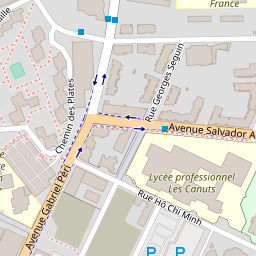 France
Rue Georges Seguin
Chemin des Plates
Avenue Salvador A
Avenue Gabriel Péri
Lycée professionnel
Les Canuts
Rue Hô Chi Minh
P
P